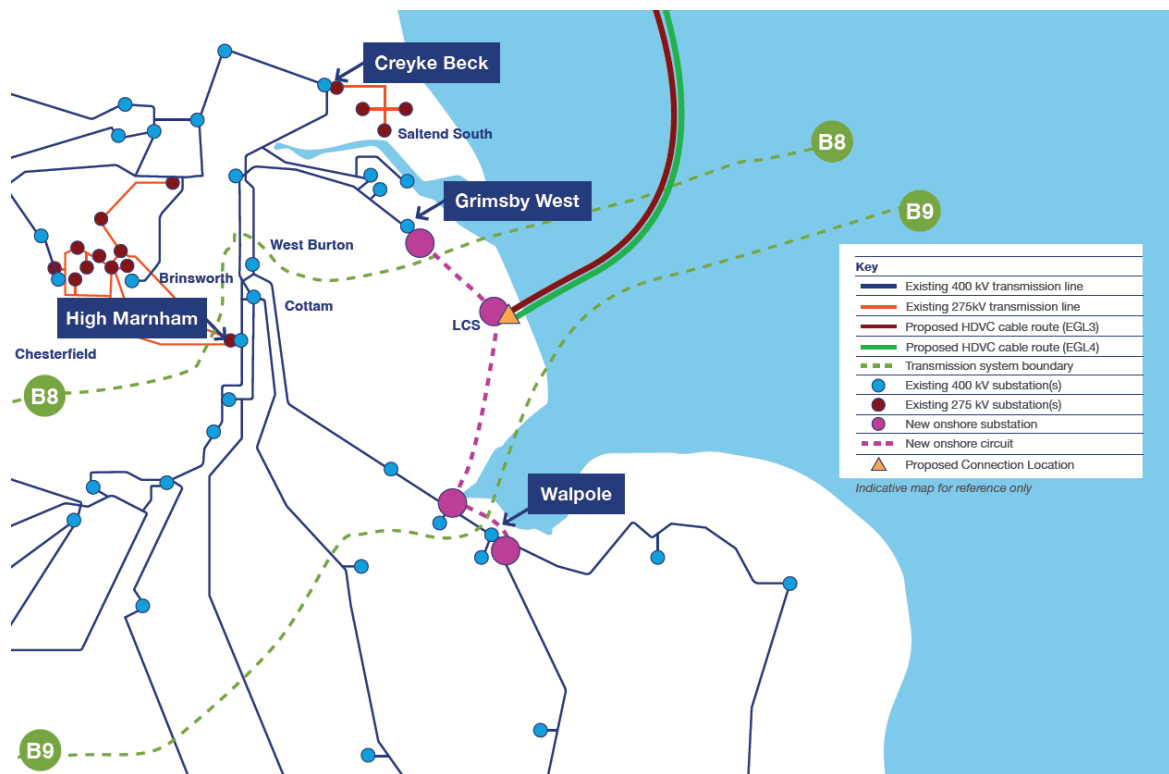 Creyke Beck
Saltend South
B8
Grimsby West
B9
West Burton
Brinsworth
Cottam
High Marnham
LCS
Chesterfield
B8
Walpole
B9
Key
Existing 400 kV transmission line
Existing 275kV transmission line
Proposed HDVC cable route (EGL3)
Proposed HDVC cable route (EGL4)
Transmission system boundary
Existing 400 kV substation(s)
Existing 275 kV substation(s)
New onshore substation
New onshore circuit
Proposed Connection Location
Indicative map for reference only